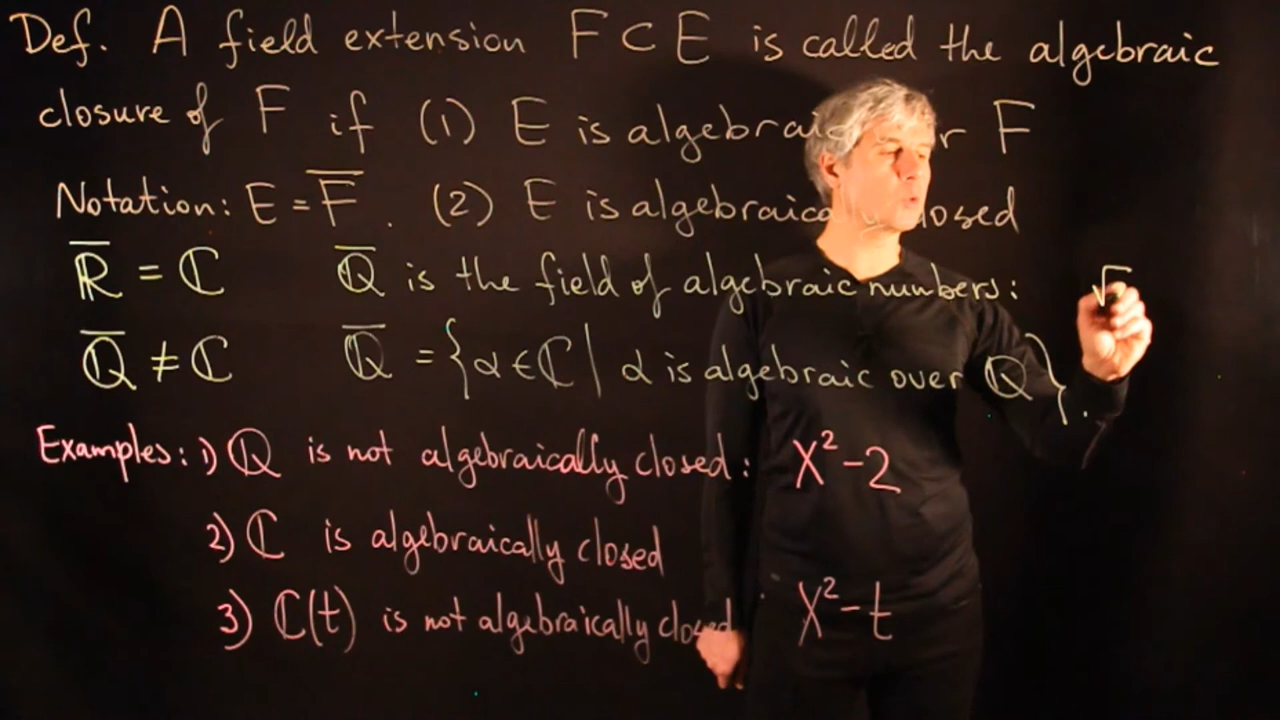 Def. A field extension F ⊂ E is called the algebraic
closure of F if (1) E is algebraic F
Notation: E = F̅ . (2) E is algebraically closed
R̅ = ℂ ℚ̅ is the field of algebraic numbers: √
ℚ̅ ≠ ℂ ℚ̅ = {α ∈ ℂ | α is algebraic over ℚ}.
Examples: 1) ℚ is not algebraically closed: X² - 2
2) ℂ is algebraically closed
3) ℂ(t) is not algebraically closed: X² - t